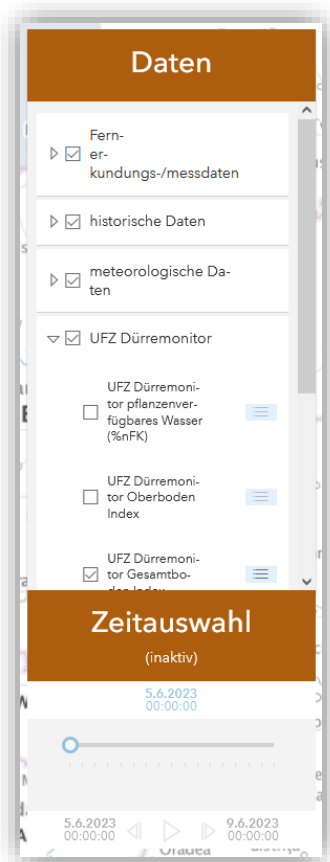 Daten
Fern-
er-
kundungs-/messdaten
historische Daten
meteorologische Da-
ten
UFZ Dürremonitor
UFZ Dürremoni-
tor pflanzenver-
fügbares Wasser
(%nFK)
UFZ Dürremoni-
tor Oberboden
Index
UFZ Dürremoni-
tor Gesamtbo-
den Index
Zeitauswahl
(inaktiv)
5.6.2023
00:00:00
5.6.2023
00:00:00
9.6.2023
00:00:00
Oradea